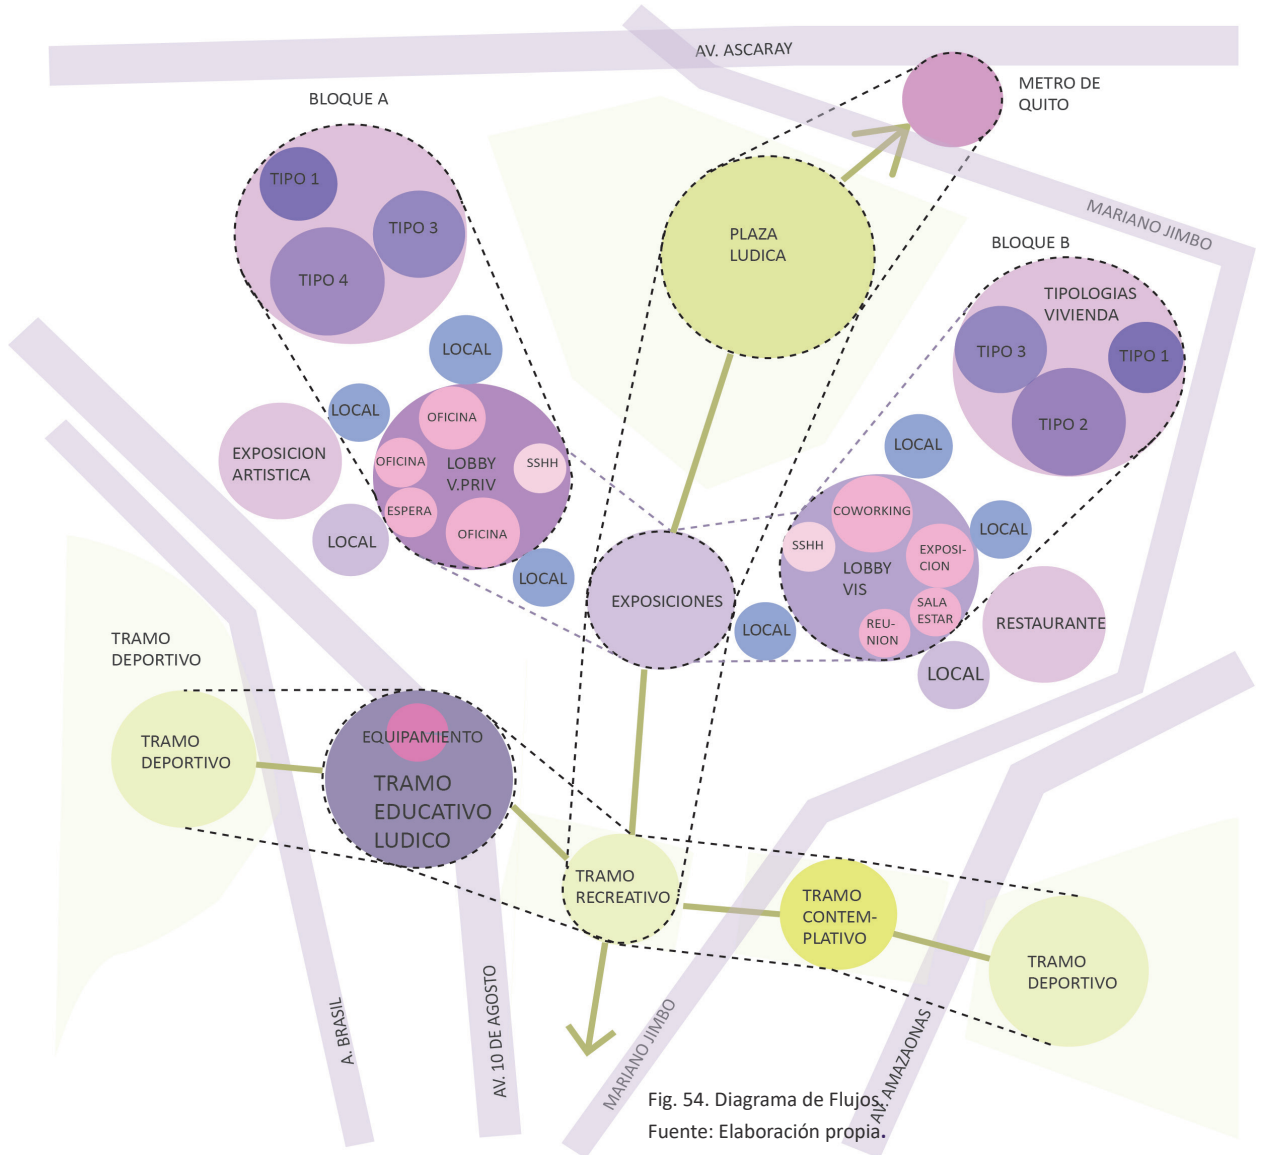 AV. ASCARAY
METRO DE
QUITO
BLOQUE A
TIPO 1
TIPO 3
TIPO 4
PLAZA
LUDICA
MARIANO JIMBO
BLOQUE B
TIPOLOGIAS
VIVIENDA
TIPO 3
TIPO 1
TIPO 2
LOCAL
LOCAL
EXPOSICION
ARTISTICA
LOCAL
OFICINA
OFICINA
LOBBY
V.PRIV
SSHH
ESPERA
OFICINA
LOCAL
EXPOSICIONES
LOCAL
COWORKING
LOCAL
SSHH
LOBBY
VIS
EXPOSI-
CION
SALA
ESTAR
REU-
NION
LOCAL
LOCAL
RESTAURANTE
TRAMO
DEPORTIVO
TRAMO
DEPORTIVO
EQUIPAMIENTO
TRAMO
EDUCATIVO
LUDICO
TRAMO
RECREATIVO
TRAMO
CONTEM-
PLATIVO
TRAMO
DEPORTIVO
A. BRASIL
AV. 10 DE AGOSTO
MARIANO JIMBO
AV. AMAZAONAS
Fig. 54. Diagrama de Flujos.
Fuente: Elaboración propia.